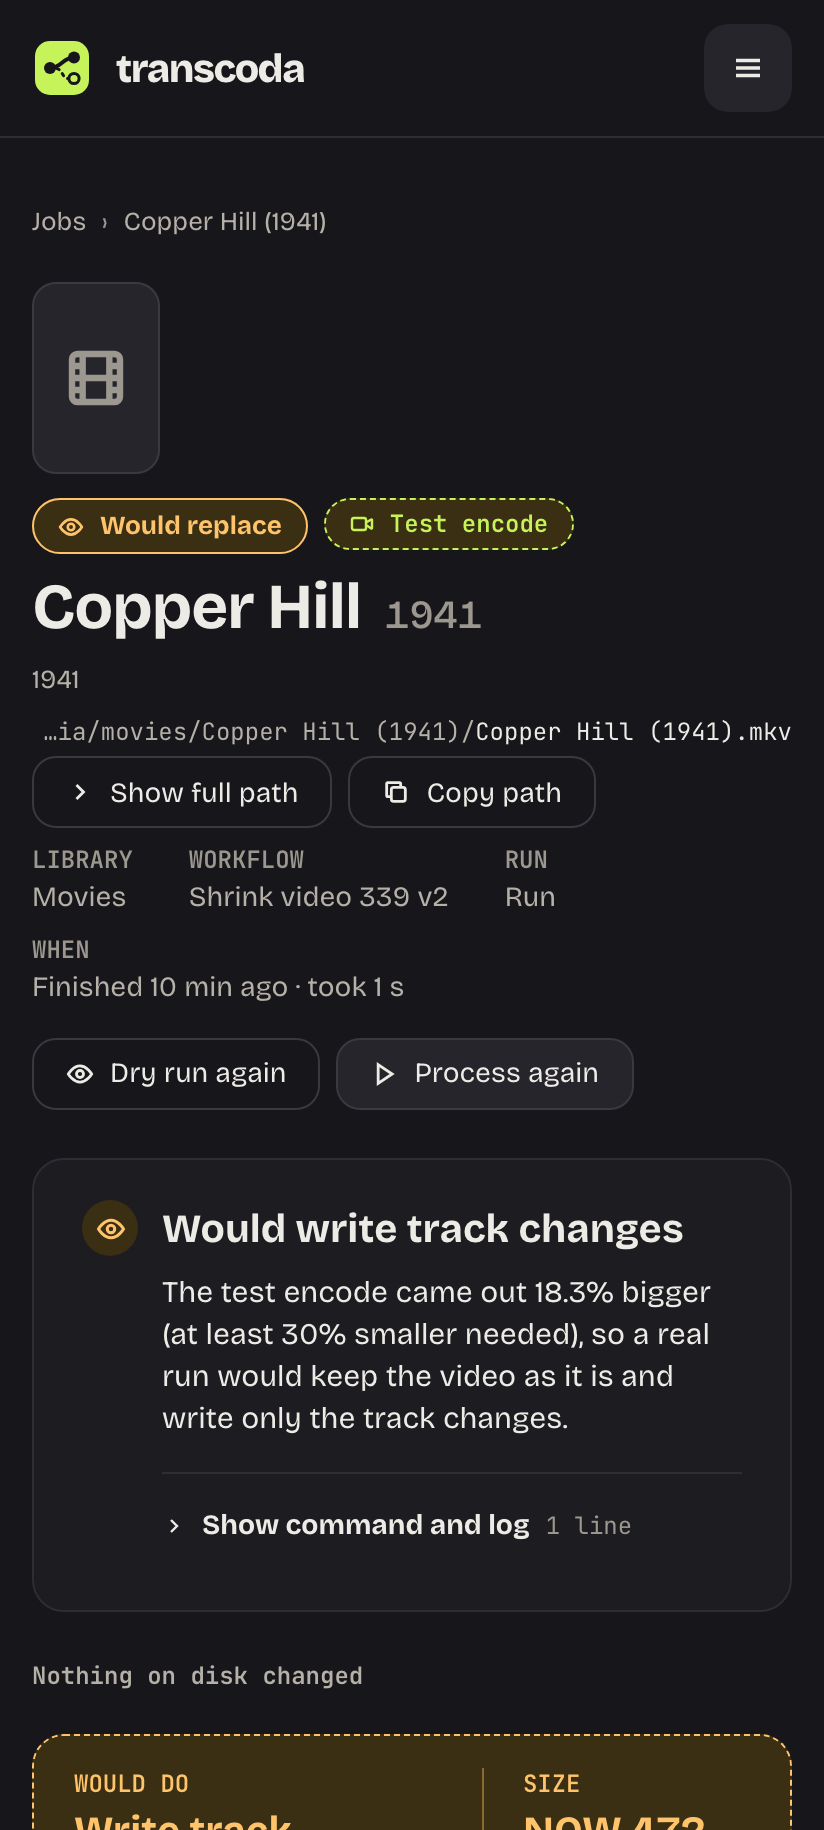 transcoda
Jobs › Copper Hill (1941)
Would replace
Test encode
Copper Hill 1941
1941
…ia/movies/Copper Hill (1941)/Copper Hill (1941).mkv
Show full path
Copy path
LIBRARY WORKFLOW RUN
Movies Shrink video 339 v2 Run
WHEN
Finished 10 min ago · took 1 s
Dry run again
Process again
Would write track changes
The test encode came out 18.3% bigger
(at least 30% smaller needed), so a real
run would keep the video as it is and
write only the track changes.
Show command and log 1 line
Nothing on disk changed
WOULD DO SIZE
Write track NOW 472